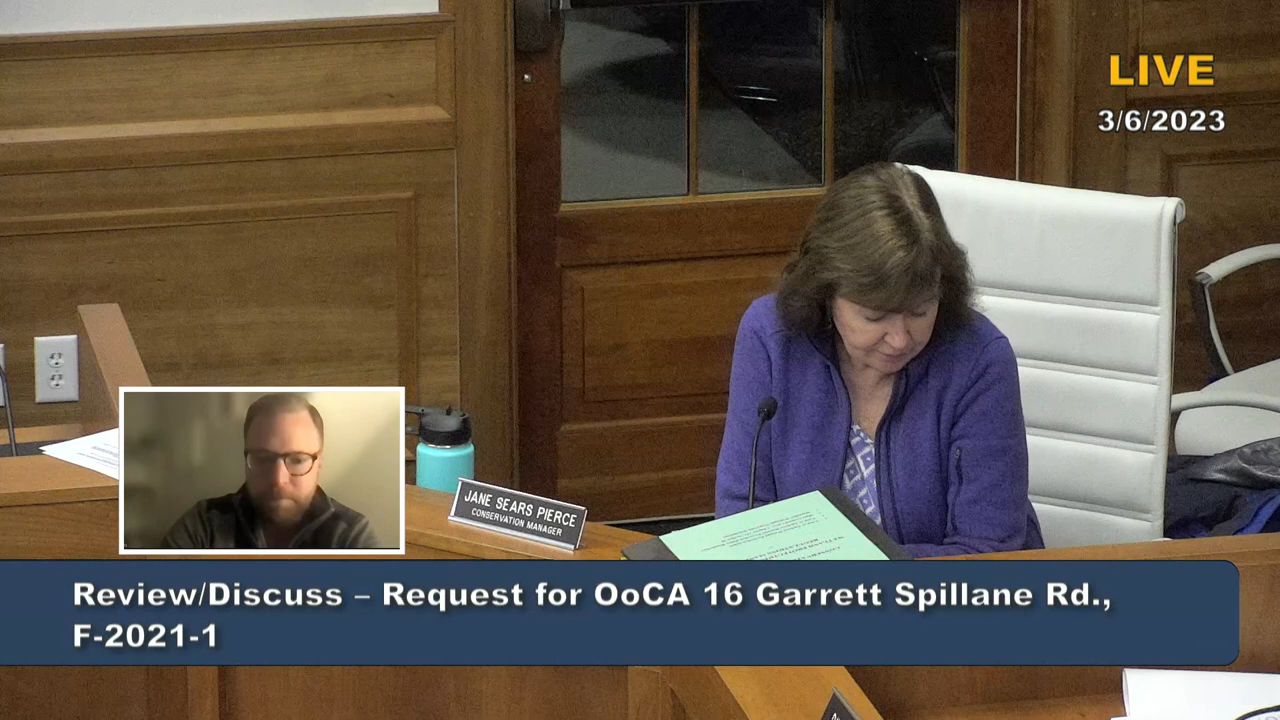 LIVE
3/6/2023
JANE SEARS PIERCE
CONSERVATION MANAGER
Review/Discuss – Request for OoCA 16 Garrett Spillane Rd.,
F-2021-1